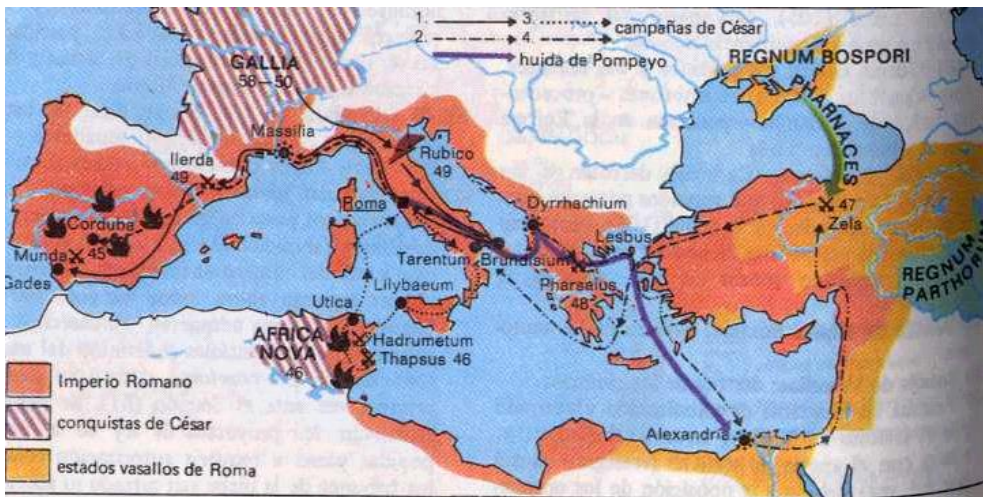 1. 3. campañas de César
2. 4.
huida de Pompeyo
REGNUM BOSPORI
PHARNACES
GALLIA
58-50
Massilia
Rubico
49
Ilerda
49
Roma
Dyrrhachium
47
Zela
Corduba
Lesbus
Munda
45
Tarentum
Brundisium
REGNUM
PARTHOR
Gades
Lilybaeum
Pharsalus
48
Utica
AFRICA
NOVA
46
Hadrumetum
Thapsus 46
Imperio Romano
conquistas de César
Alexandria
estados vasallos de Roma